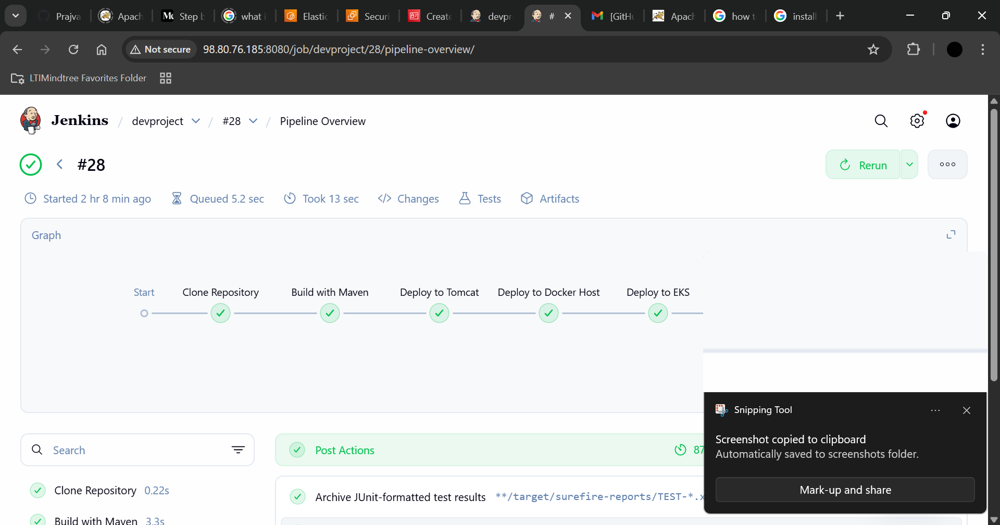 Prajva
Apach
Me Step b
what i
Elastic
Securi
Create
devpr
#
[GitHu
Apach
how t
install
Not secure 98.80.76.185:8080/job/devproject/28/pipeline-overview/
LTIMindtree Favorites Folder
Jenkins / devproject / #28 / Pipeline Overview
#28
Rerun
Started 2 hr 8 min ago
Queued 5.2 sec
Took 13 sec
Changes
Tests
Artifacts
Graph
Start
Clone Repository
Build with Maven
Deploy to Tomcat
Deploy to Docker Host
Deploy to EKS
Search
Clone Repository 0.22s
Build with Maven 3.3s
Post Actions 87
Archive JUnit-formatted test results **/target/surefire-reports/TEST-*.x
Snipping Tool
Screenshot copied to clipboard
Automatically saved to screenshots folder.
Mark-up and share